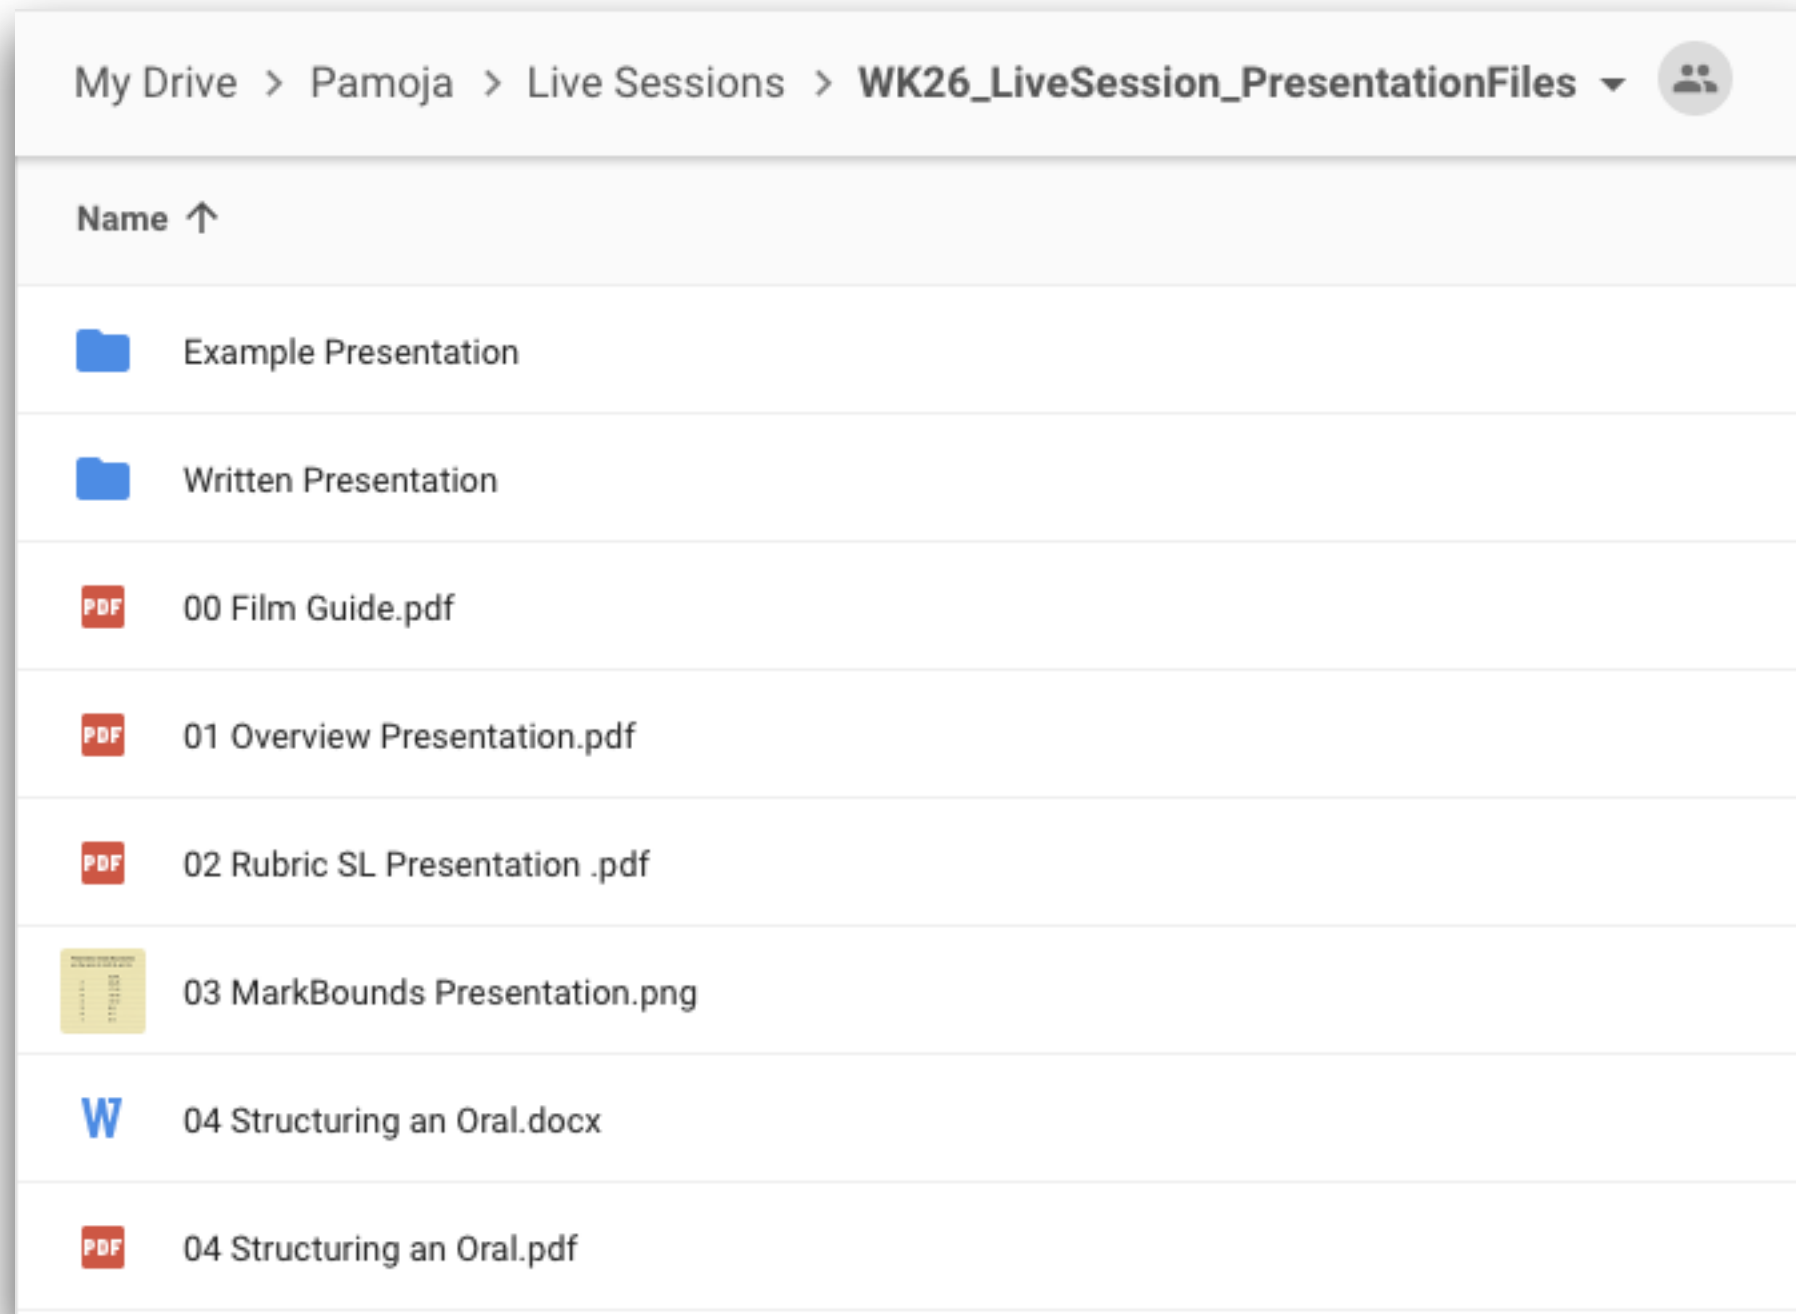 My Drive > Pamoja > Live Sessions > WK26_LiveSession_PresentationFiles
Name
Example Presentation
Written Presentation
PDF 00 Film Guide.pdf
PDF 01 Overview Presentation.pdf
PDF 02 Rubric SL Presentation .pdf
03 MarkBounds Presentation.png
W 04 Structuring an Oral.docx
PDF 04 Structuring an Oral.pdf